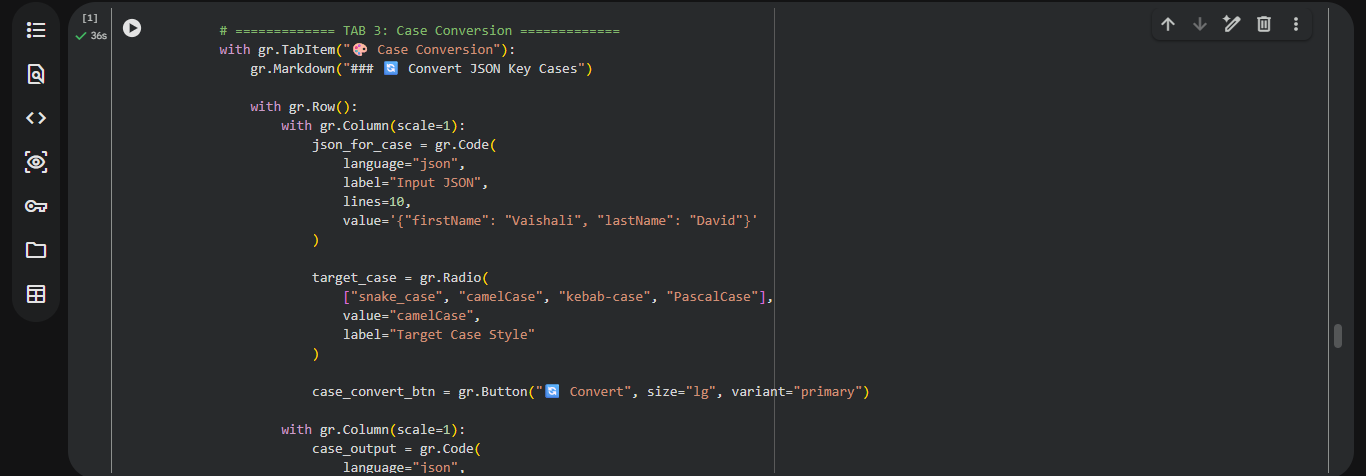 [1]
36s
# ============= TAB 3: Case Conversion =============
with gr.TabItem("🎨 Case Conversion"):
gr.Markdown("### 🔄 Convert JSON Key Cases")
with gr.Row():
with gr.Column(scale=1):
json_for_case = gr.Code(
language="json",
label="Input JSON",
lines=10,
value='{"firstName": "Vaishali", "lastName": "David"}'
)
target_case = gr.Radio(
["snake_case", "camelCase", "kebab-case", "PascalCase"],
value="camelCase",
label="Target Case Style"
)
case_convert_btn = gr.Button("🔄 Convert", size="lg", variant="primary")
with gr.Column(scale=1):
case_output = gr.Code(
language="json",